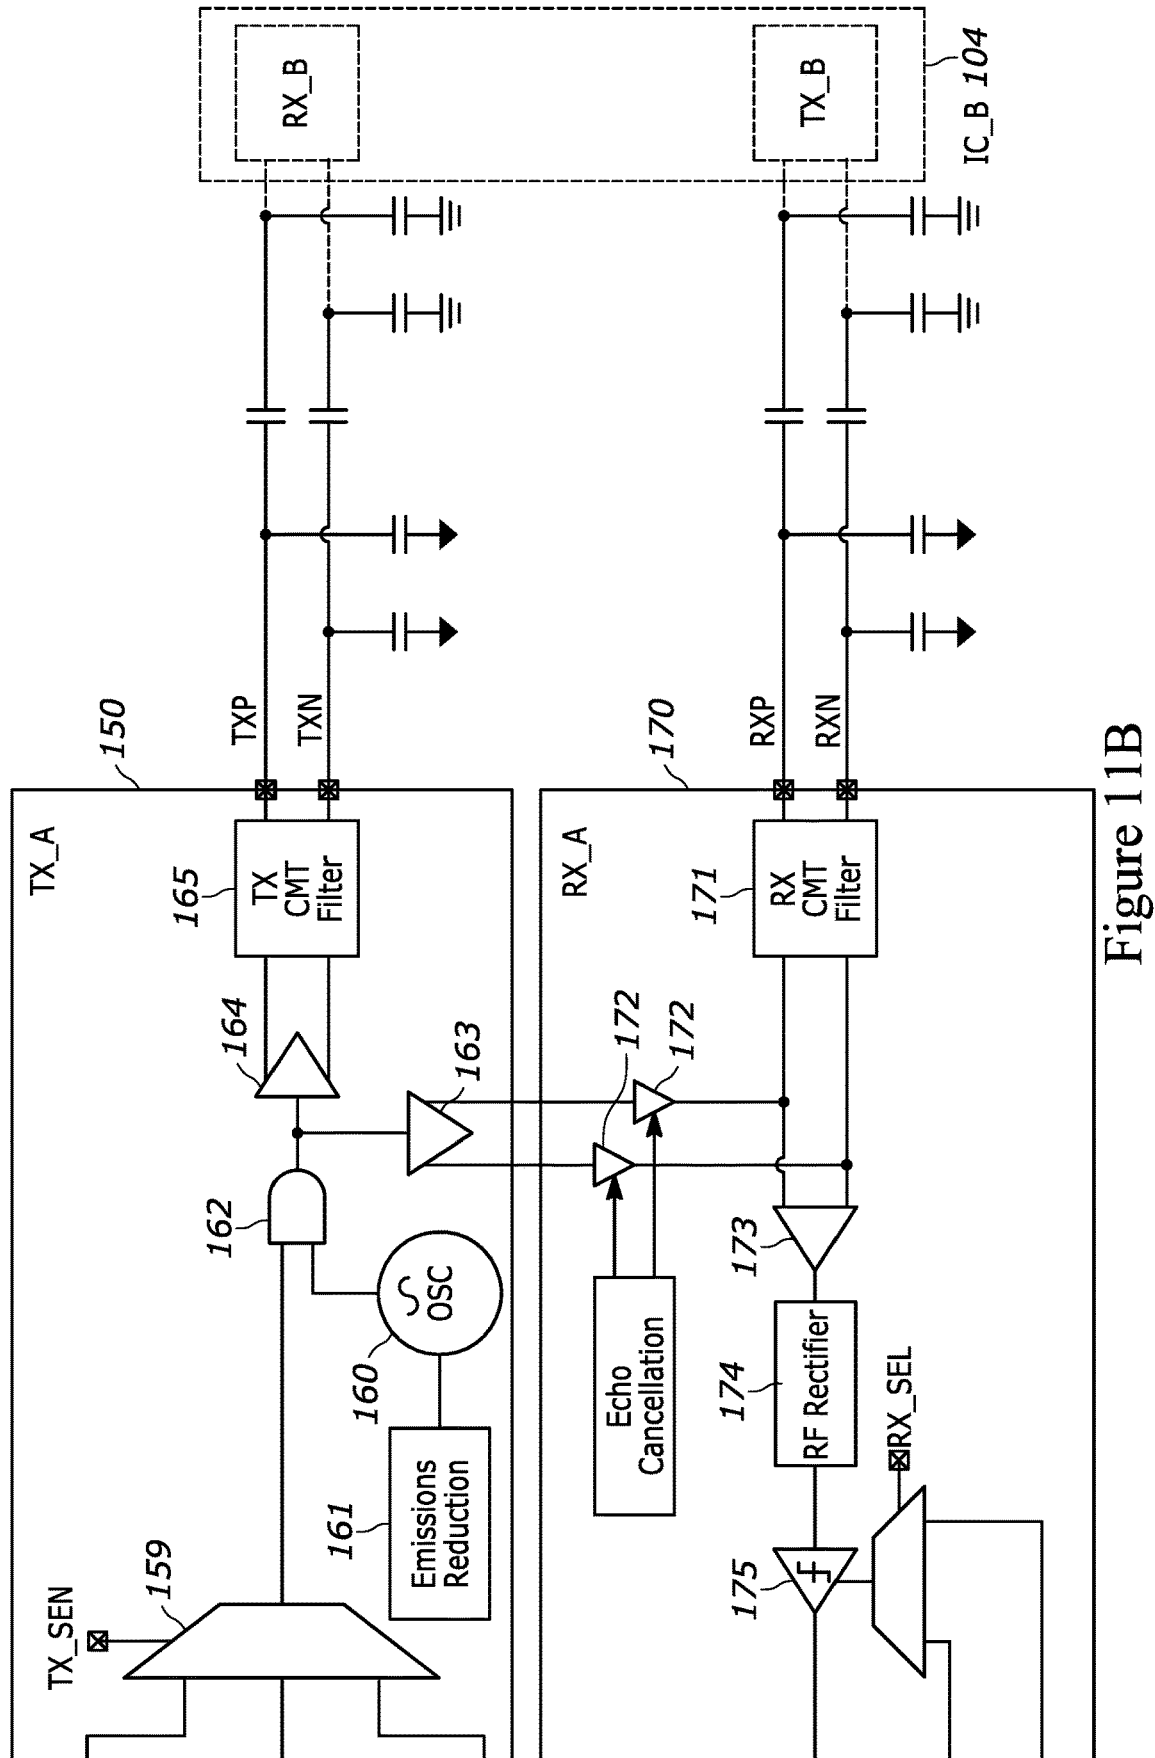 TX_SEN
159
161
Emissions
Reduction
160
OSC
162
164
163
165
TX
CMT
Filter
TX_A
150
TXP
TXN
RX_B
175
RX_SEL
174
RF Rectifier
173
Echo
Cancellation
172
172
171
RX
CMT
Filter
RX_A
170
RXP
RXN
TX_B
IC_B 104
Figure 11B